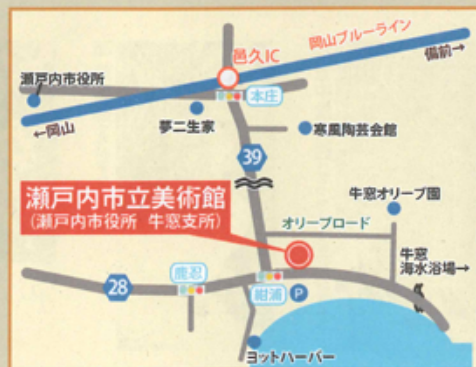 岡山ブルーライン
邑久IC
備前→
瀬戸内市役所
本庄
←岡山
夢二生家
寒風陶芸会館
39
瀬戸内市立美術館
(瀬戸内市役所 牛窓支所)
牛窓オリーブ園
オリーブロード
牛窓
海水浴場→
鹿忍
28
紺浦
P
ヨットハーバー